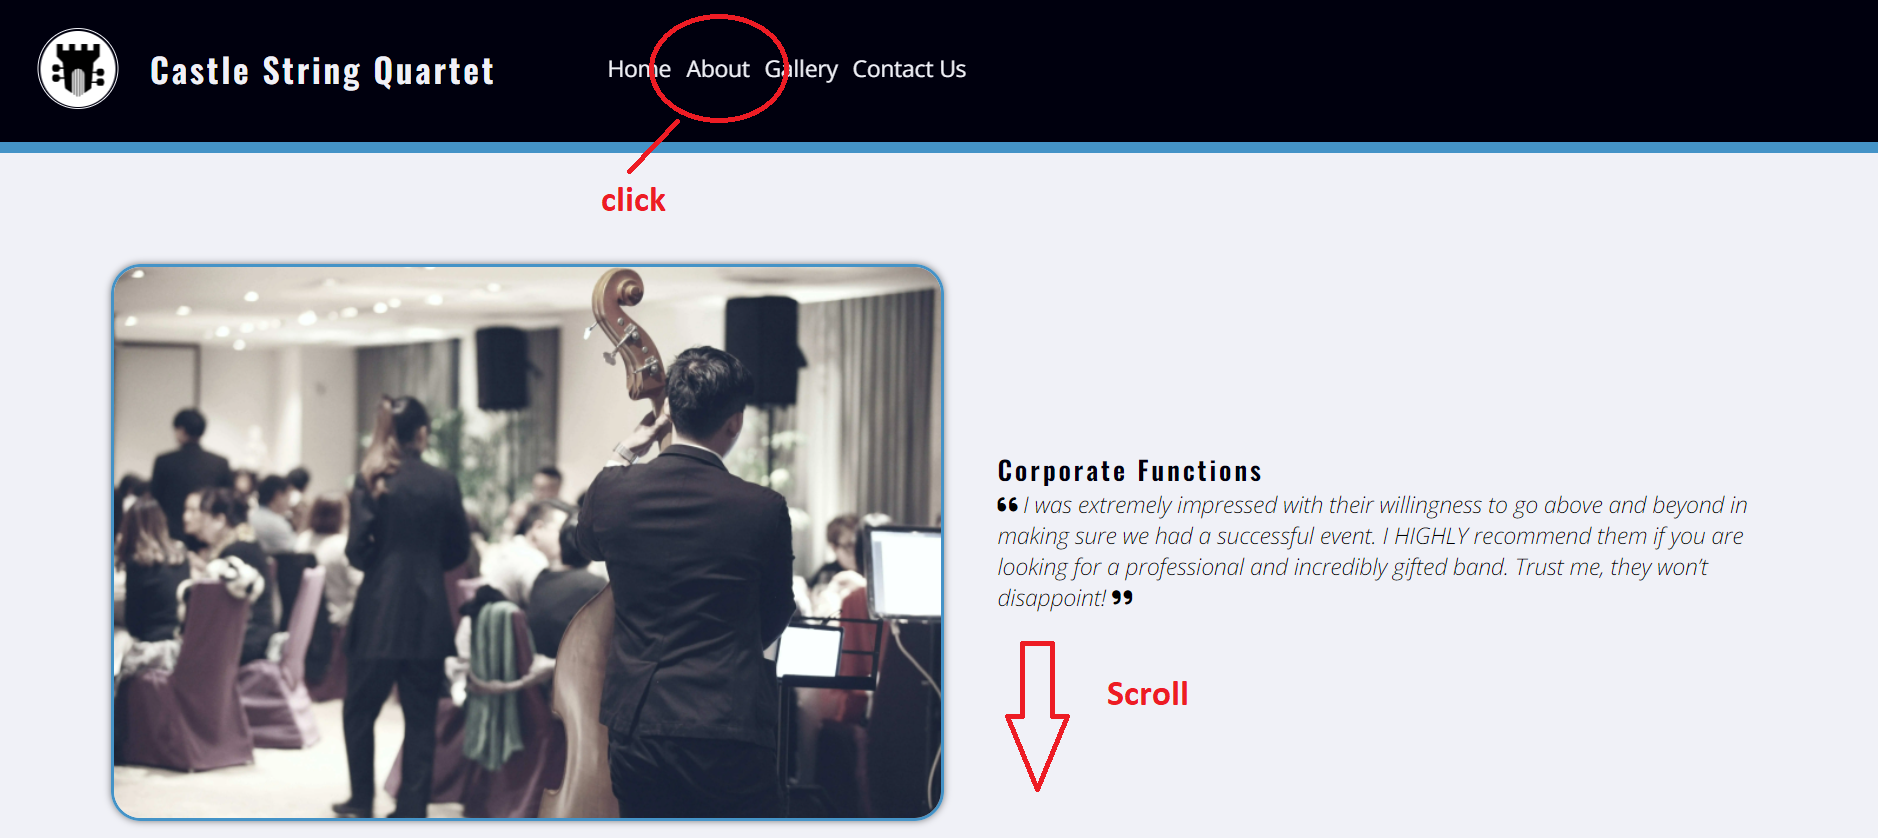 Castle String Quartet
Home About Gallery Contact Us
click
Corporate Functions
❝ I was extremely impressed with their willingness to go above and beyond in
making sure we had a successful event. I HIGHLY recommend them if you are
looking for a professional and incredibly gifted band. Trust me, they won't
disappoint! ❞
Scroll